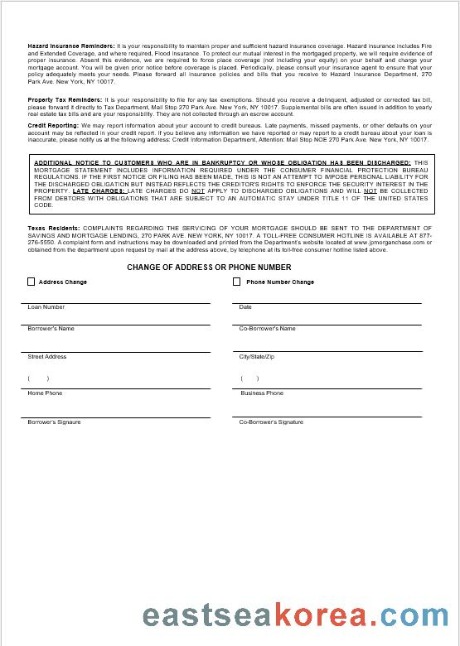 Hazard Insurance Reminders: It is your responsibility to maintain proper and sufficient hazard insurance coverage. Hazard insurance includes Fire
and Extended Coverage, and where required, Flood Insurance. To protect our mutual interest in the mortgaged property, we will require evidence of
proper insurance. Absent this evidence, we are required to force place coverage (not including your equity) on your behalf and charge your
mortgage account. You will be given prior notice before coverage is placed. Periodically, please consult your insurance agent to ensure that your
policy adequately meets your needs. Please forward all insurance policies and bills that you receive to Hazard Insurance Department, 270
Park Ave. New York, NY 10017.
Property Tax Reminders: It is your responsibility to file for any tax exemptions. Should you receive a delinquent, adjusted or corrected tax bill,
please forward it directly to Tax Department, Mail Stop 270 Park Ave. New York, NY 10017. Supplemental bills are often issued in addition to yearly
real estate tax bills and are your responsibility. They are not collected through an escrow account.
Credit Reporting: We may report information about your account to credit bureaus. Late payments, missed payments, or other defaults on your
account may be reflected in your credit report. If you believe any information we have reported or may report to a credit bureau about your loan is
inaccurate, please notify us at the following address: Credit Information Department, Attention: Mail Stop NCE 270 Park Ave. New York, NY 10017.
ADDITIONAL NOTICE TO CUSTOMERS WHO ARE IN BANKRUPTCY OR WHOSE OBLIGATION HAS BEEN DISCHARGED: THIS
MORTGAGE STATEMENT INCLUDES INFORMATION REQUIRED UNDER THE CONSUMER FINANCIAL PROTECTION BUREAU
REGULATIONS. IF THE FIRST NOTICE OR FILING HAS BEEN MADE, THIS IS NOT AN ATTEMPT TO IMPOSE PERSONAL LIABILITY FOR
THE DISCHARGED OBLIGATION BUT INSTEAD REFLECTS THE CREDITOR'S RIGHTS TO ENFORCE THE SECURITY INTEREST IN THE
PROPERTY. LATE CHARGES: LATE CHARGES DO NOT APPLY TO DISCHARGED OBLIGATIONS AND WILL NOT BE COLLECTED
FROM DEBTORS WITH OBLIGATIONS THAT ARE SUBJECT TO AN AUTOMATIC STAY UNDER TITLE 11 OF THE UNITED STATES
CODE.
Texas Residents: COMPLAINTS REGARDING THE SERVICING OF YOUR MORTGAGE SHOULD BE SENT TO THE DEPARTMENT OF
SAVINGS AND MORTGAGE LENDING, 270 PARK AVE. NEW YORK, NY 10017. A TOLL-FREE CONSUMER HOTLINE IS AVAILABLE AT 877-
276-5550. A complaint form and instructions may be downloaded and printed from the Department's website located at www.jpmorganchase.com or
obtained from the department upon request by mail at the address above, by telephone at its toll-free consumer hotline listed above.
CHANGE OF ADDRESS OR PHONE NUMBER
Address Change Phone Number Change
Loan Number Date
Borrower's Name Co-Borrower's Name
Street Address City/State/Zip
( ) ( )
Home Phone Business Phone
Borrower's Signaure Co-Borrower's Signature
eastseakorea.com